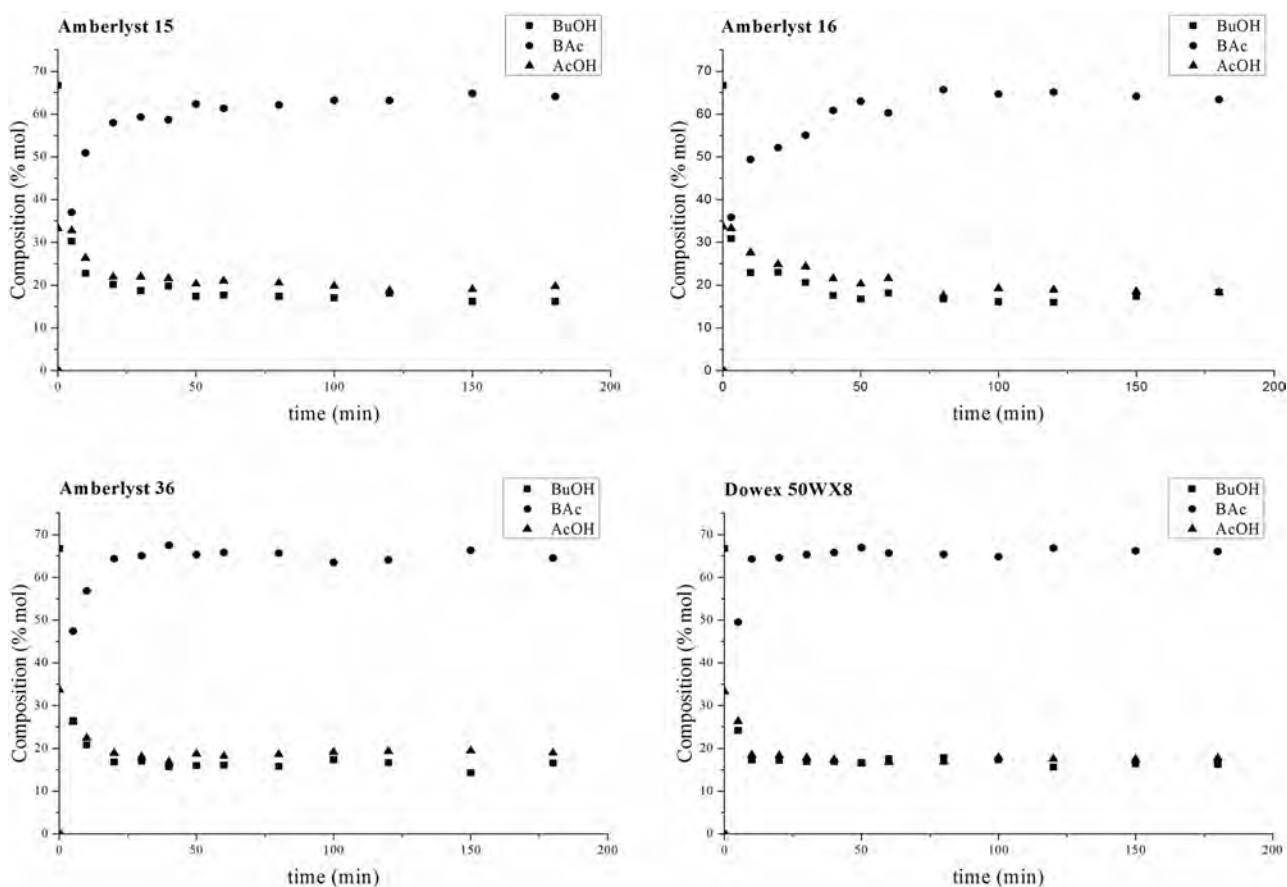 Amberlyst 15
BuOH
BAc
AcOH
Composition (% mol)
70
60
50
40
30
20
10
0
0 50 100 150 200
time (min)
Amberlyst 16
BuOH
BAc
AcOH
Composition (% mol)
70
60
50
40
30
20
10
0
0 50 100 150 200
time (min)
Amberlyst 36
BuOH
BAc
AcOH
Composition (% mol)
70
60
50
40
30
20
10
0
0 50 100 150 200
time (min)
Dowex 50WX8
BuOH
BAc
AcOH
Composition (% mol)
70
60
50
40
30
20
10
0
0 50 100 150 200
time (min)